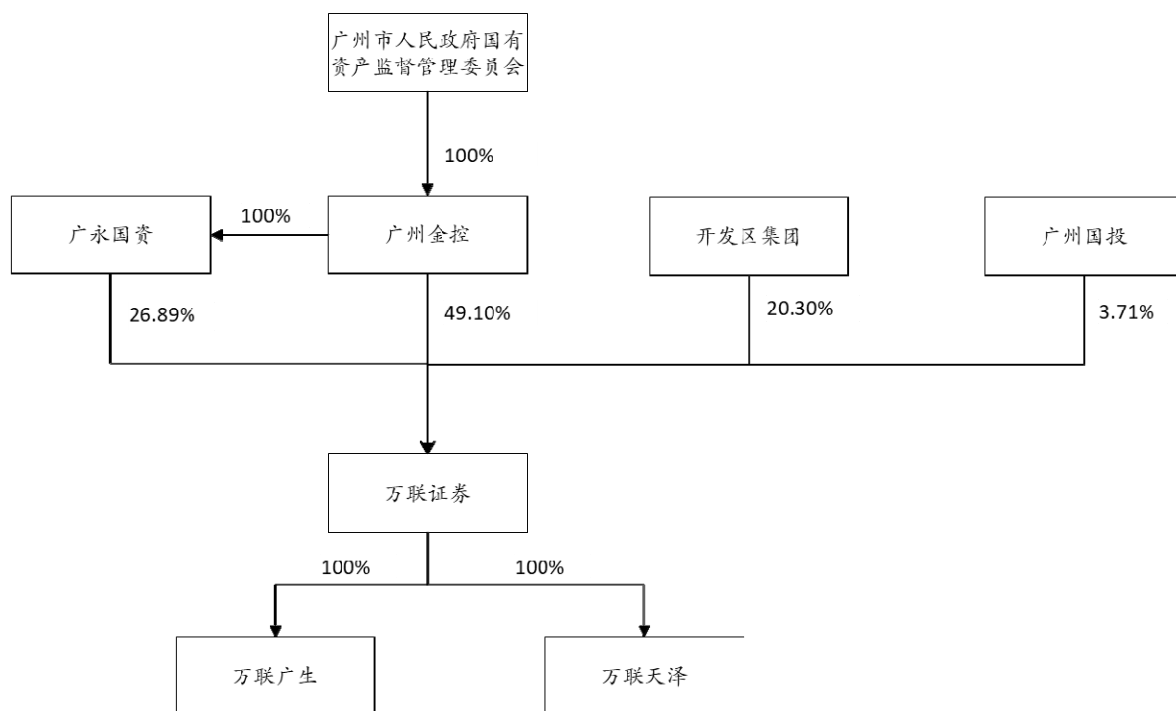 广州市人民政府国有
资产监督管理委员会
100%
广永国资
100%
广州金控
开发区集团
广州国投
26.89%
49.10%
20.30%
3.71%
万联证券
100%
100%
万联广生
万联天泽